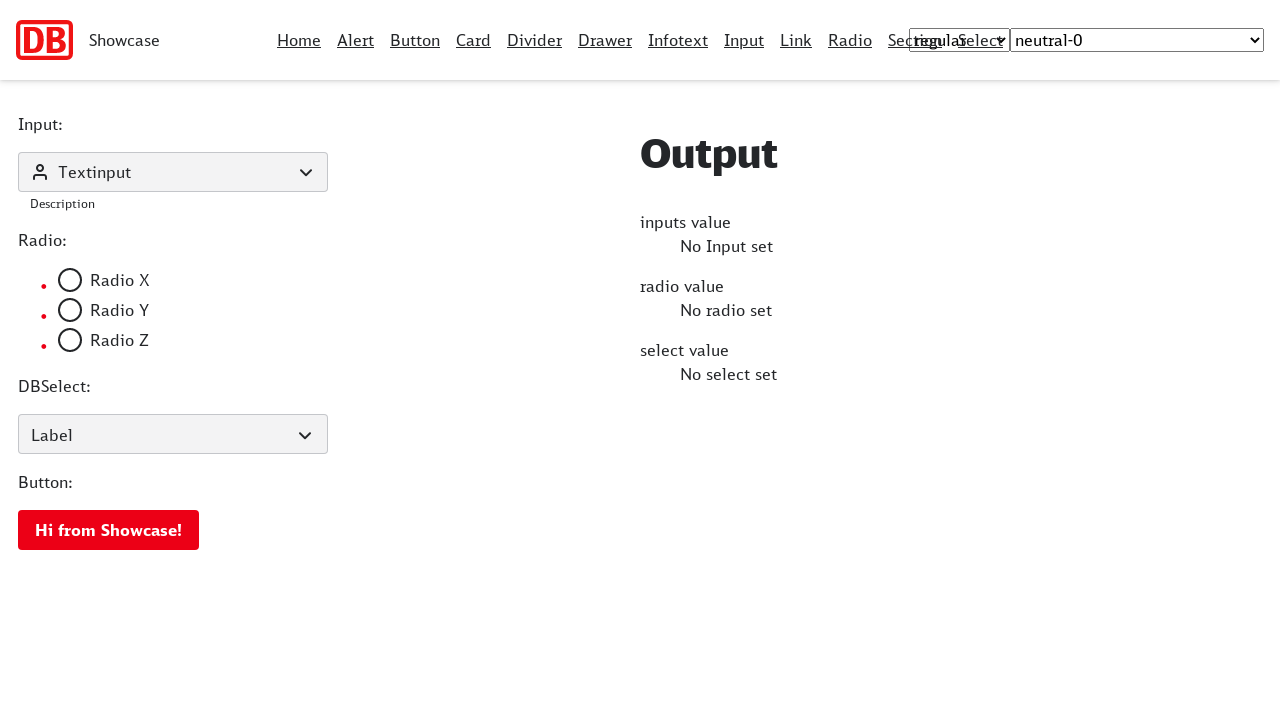 DB Showcase Home Alert Button Card Divider Drawer Infotext Input Link Radio Section Select regular neutral-0
Input:
Textinput
Description
Radio:
Radio X
Radio Y
Radio Z
DBSelect:
Label
Button:
Hi from Showcase!
Output
inputs value
No Input set
radio value
No radio set
select value
No select set